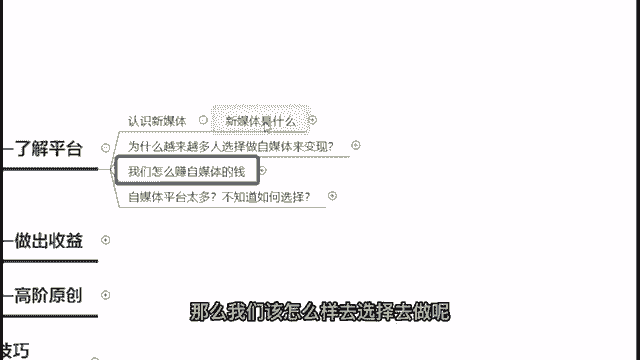 认识新媒体 新媒体是什么
了解平台
为什么越来越多人选择做自媒体来变现？
我们怎么赚自媒体的钱
自媒体平台太多？不知道如何选择？
做出收益
高阶原创
那么我们该怎么样去选择去做呢
技巧